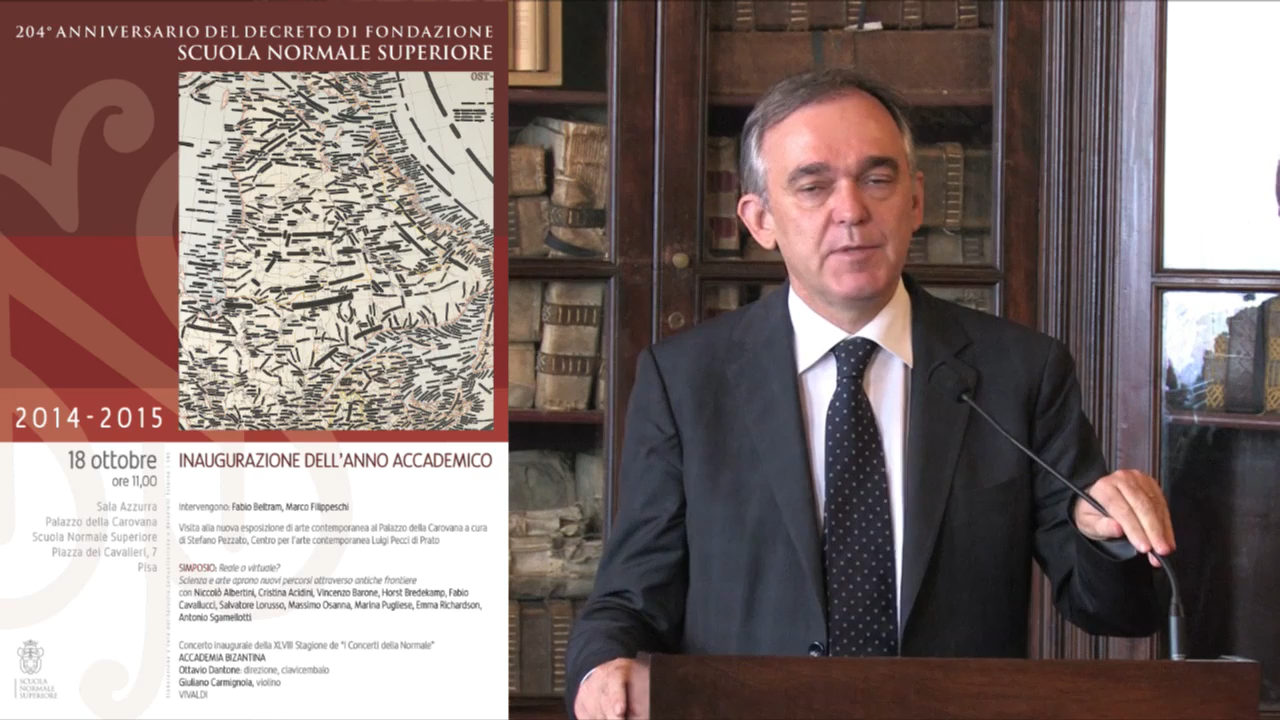 204° ANNIVERSARIO DEL DECRETO DI FONDAZIONE
SCUOLA NORMALE SUPERIORE
OST
2014-2015
18 ottobre
ore 11,00
Sala Azzurra
Palazzo della Carovana
Scuola Normale Superiore
Piazza dei Cavalieri, 7
Pisa
INAUGURAZIONE DELL'ANNO ACCADEMICO
Intervengono: Fabio Beltram, Marco Filippeschi
Visita alla nuova esposizione di arte contemporanea al Palazzo della Carovana a cura
di Stefano Pezzato, Centro per l'arte contemporanea Luigi Pecci di Prato
SIMPOSIO: Reale o virtuale?
Scienza e arte aprono nuovi percorsi attraverso antiche frontiere
con Niccolò Albertini, Cristina Acidini, Vincenzo Barone, Horst Bredekamp, Fabio
Cavallucci, Salvatore Lorusso, Massimo Osanna, Marina Pugliese, Emma Richardson,
Antonio Sgamellotti
Concerto inaugurale della XLVIII Stagione de "I Concerti della Normale"
ACCADEMIA BIZANTINA
Ottavio Dantone: direzione, clavicembalo
Giuliano Carmignola, violino
VIVALDI
SCUOLA
NORMALE
SUPERIORE